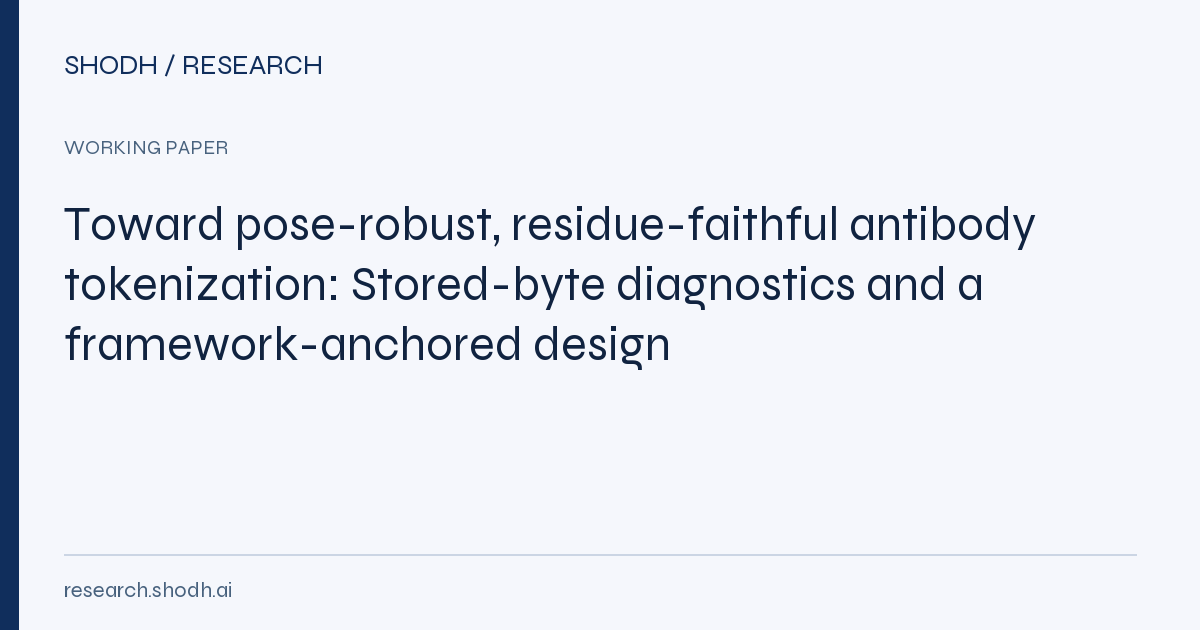 SHODH / RESEARCH
WORKING PAPER
Toward pose-robust, residue-faithful antibody
tokenization: Stored-byte diagnostics and a
framework-anchored design
research.shodh.ai